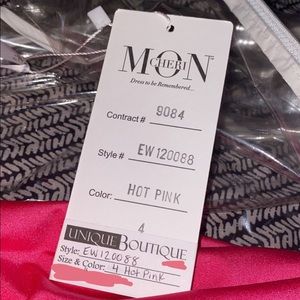 MON
CHERI
Dress to be Remembered...
Contract # 9084
Style# EW120088
Color: HOT PINK
4
UNIQUE BOUTIQUE
Style: EW120088
Size & Color: 4 Hot Pink